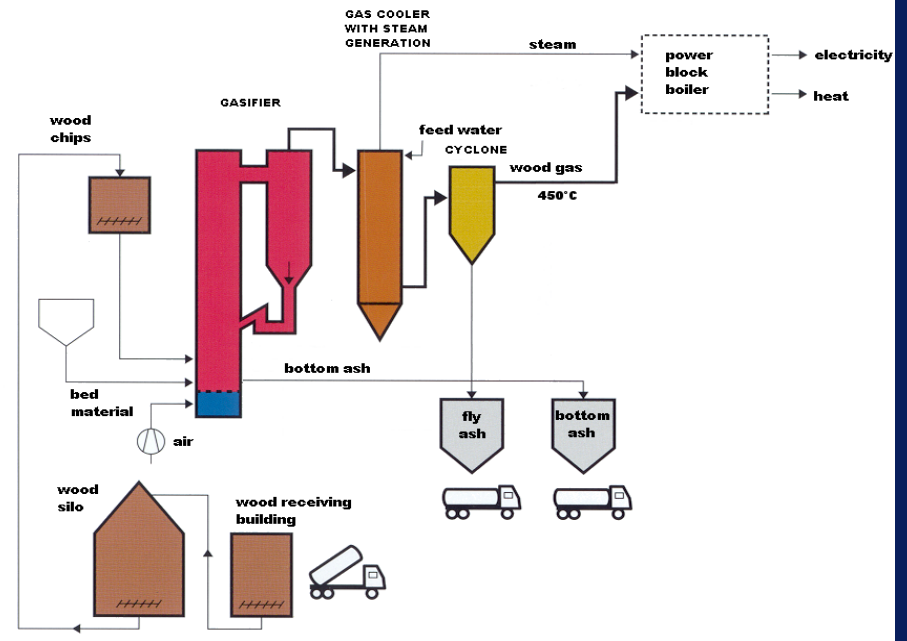 GAS COOLER
WITH STEAM
GENERATION
steam
power
block
boiler
electricity
heat
GASIFIER
wood
chips
feed water
CYCLONE
wood gas
450°C
bottom ash
bed
material
air
fly
ash
bottom
ash
wood
silo
wood receiving
building